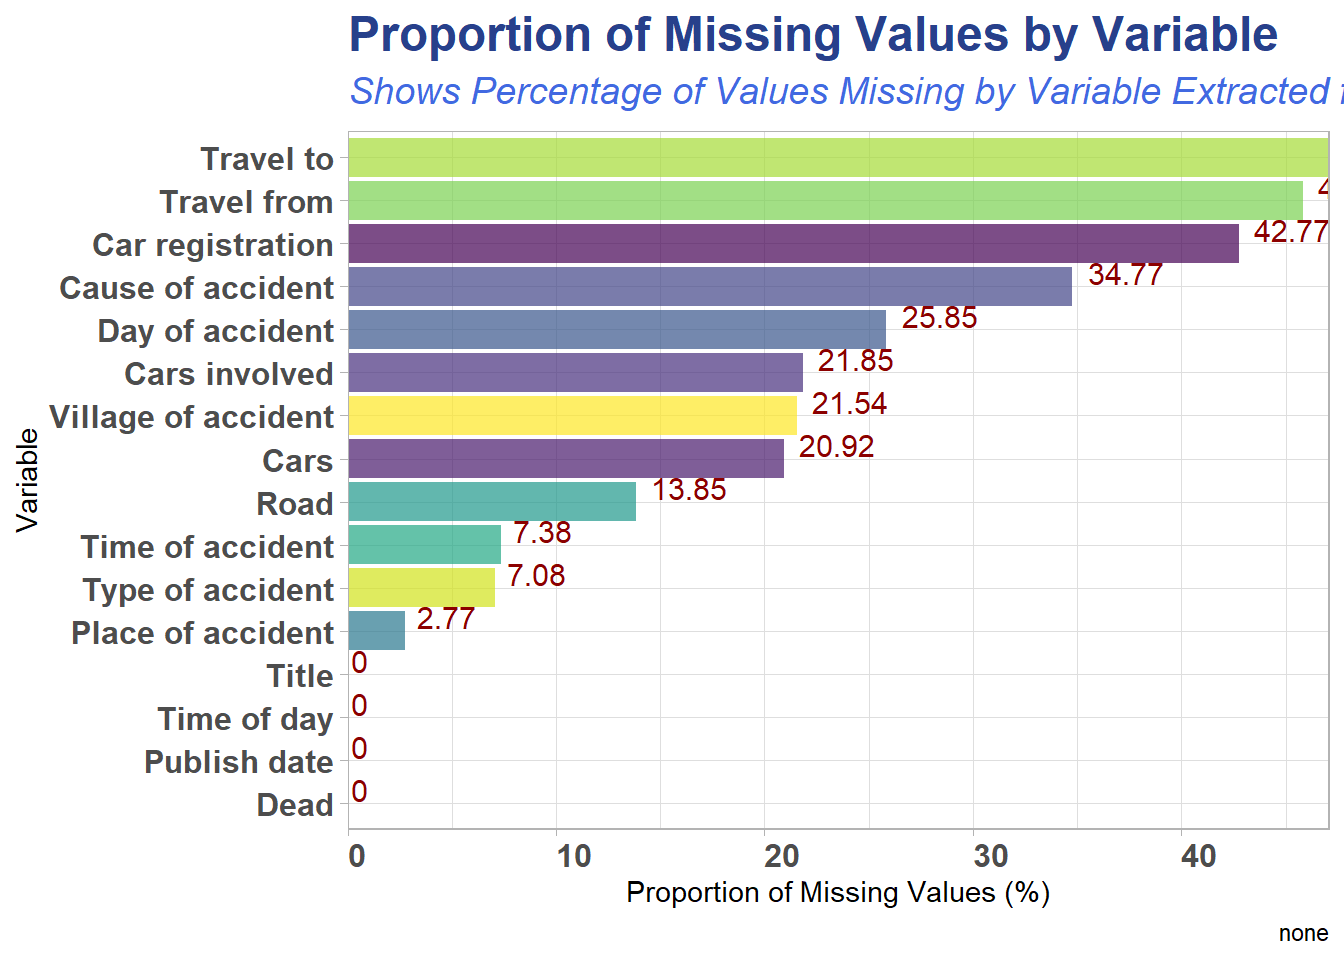 Proportion of Missing Values by Variable
Shows Percentage of Values Missing by Variable Extracted
Travel to
Travel from
Car registration
42.77
Cause of accident
34.77
Day of accident
25.85
Cars involved
21.85
Village of accident
21.54
Cars
20.92
Road
13.85
Time of accident
7.38
Type of accident
7.08
Place of accident
2.77
Title
0
Time of day
0
Publish date
0
Dead
0
Variable
0 10 20 30 40
Proportion of Missing Values (%)
none